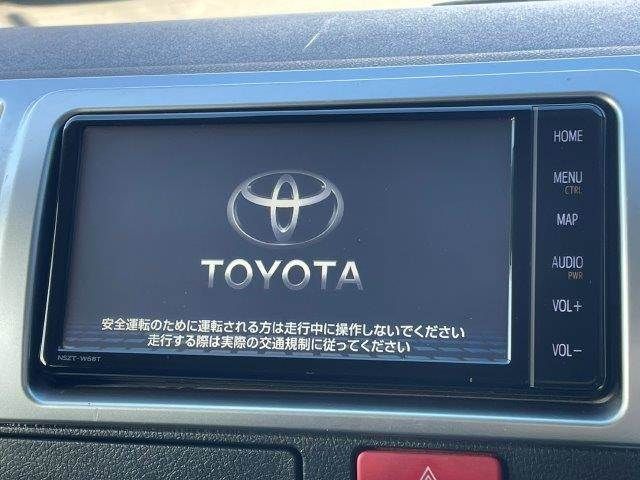 TOYOTA
安全運転のために運転される方は走行中に操作しないでください
走行する際は実際の交通規制に従ってください
NSZT-W66T
HOME
MENU
CTRL
MAP
AUDIO
PWR
VOL+
VOL-